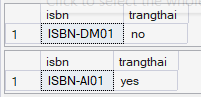 isbn trangthai
1 ISBN-DM01 no
isbn trangthai
1 ISBN-AI01 yes